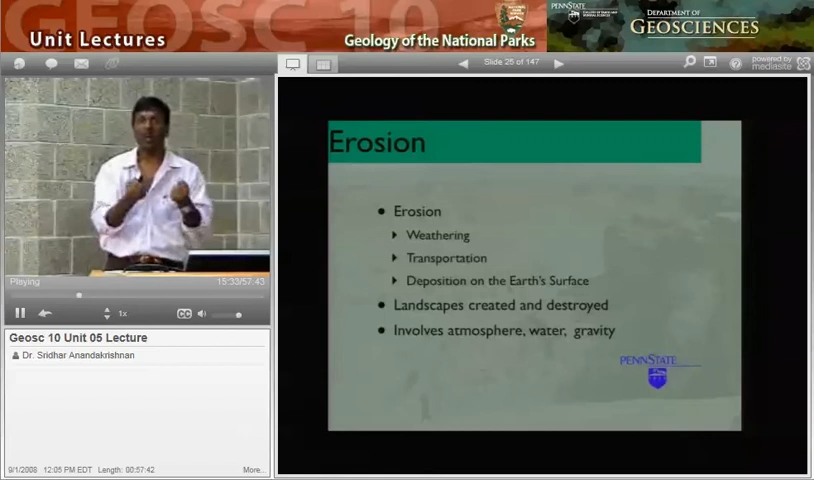 GEOSC 10
Unit Lectures
Geology of the National Parks
PENNSTATE
DEPARTMENT OF
GEOSCIENCES
Slide 25 of 147
powered by
mediasite
Erosion
Erosion
Weathering
Transportation
Deposition on the Earth's Surface
Landscapes created and destroyed
Involves atmosphere, water, gravity
PENNSTATE
Playing
15:33/57:43
1x
CC
Geosc 10 Unit 05 Lecture
Dr. Sridhar Anandakrishnan
9/1/2008
12:05 PM EDT
Length: 00:57:42
More...